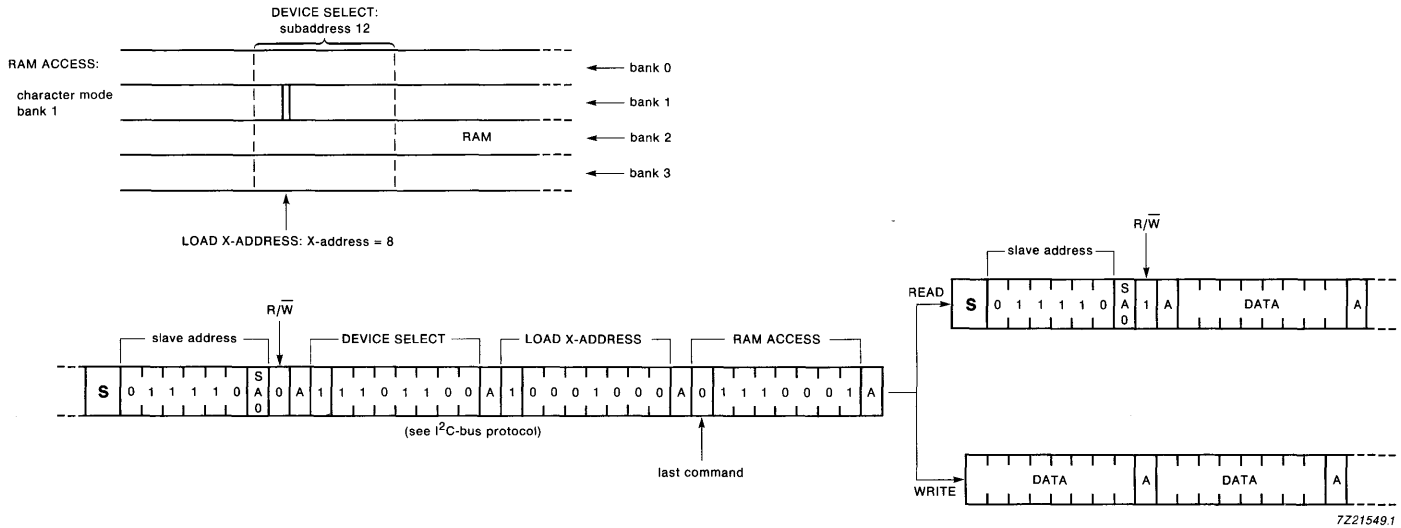 DEVICE SELECT:
subaddress 12
RAM ACCESS:
character mode
bank 1
bank 0
bank 1
RAM
bank 2
bank 3
LOAD X-ADDRESS: X-address = 8
R/W̅
slave address
READ
S 0 1 1 1 1 0 SA0 1 A DATA A
R/W̅
slave address DEVICE SELECT LOAD X-ADDRESS RAM ACCESS
S 0 1 1 1 1 0 SA0 0 A 1 1 1 0 1 1 0 0 A 1 0 0 0 1 0 0 0 A 0 1 1 1 0 0 0 1 A
(see I²C-bus protocol)
last command
WRITE
DATA A DATA A
7Z21549.1